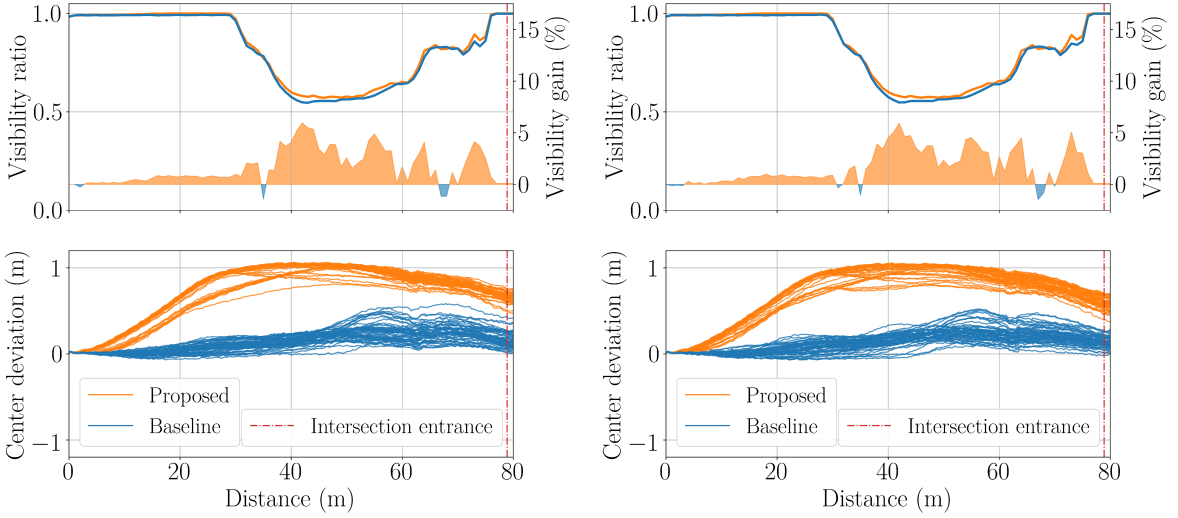 1.0
0.5
0.0
Visibility ratio
15
10
5
0
Visibility gain (%)
1.0
0.5
0.0
Visibility ratio
15
10
5
0
Visibility gain (%)
1
0
−1
Center deviation (m)
Proposed
Baseline
Intersection entrance
0 20 40 60 80
Distance (m)
1
0
−1
Center deviation (m)
Proposed
Baseline
Intersection entrance
0 20 40 60 80
Distance (m)